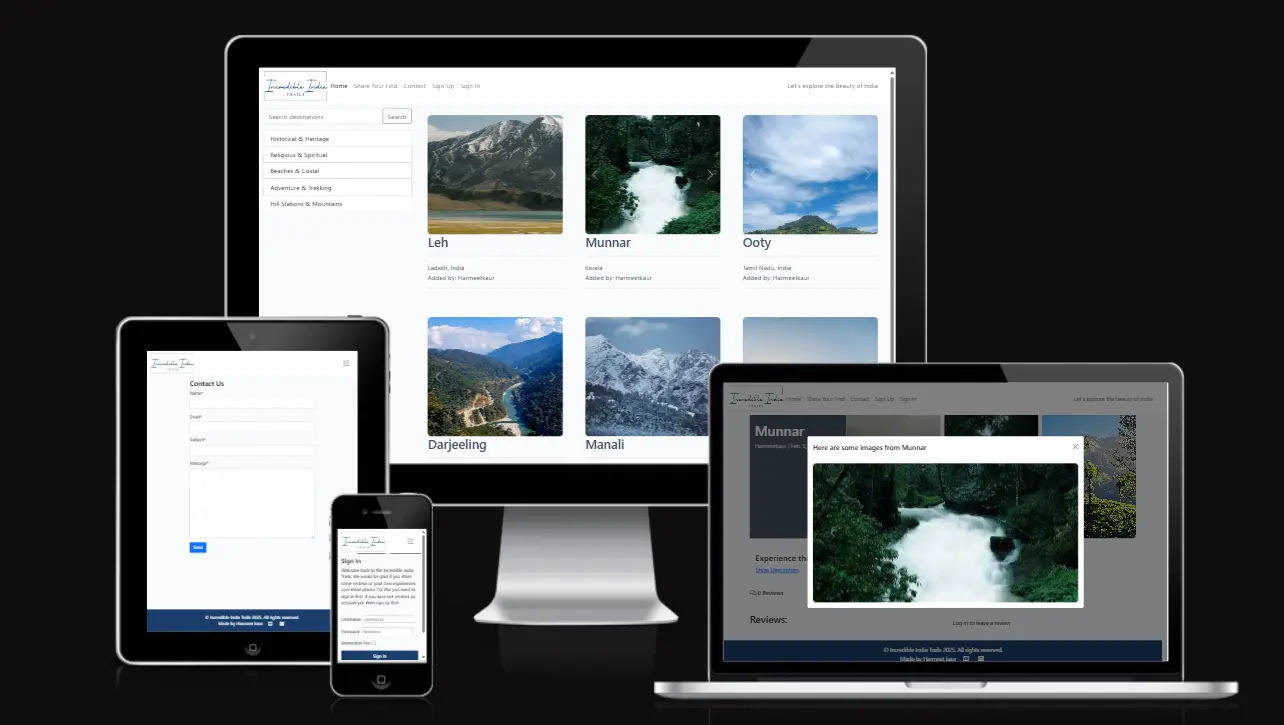 Incredible India
TRAILS
Home Share Your Find Contact Sign Up Sign In
Let's explore the beauty of India
Search destinations
Search
Historical & Heritage
Religious & Spiritual
Beaches & Costal
Adventure & Trekking
Hill Stations & Mountains
Leh
Ladakh, India
Added by: Harmeetkaur
Munnar
Kerala
Added by: Harmeetkaur
Ooty
Tamil Nadu, India
Added by: Harmeetkaur
Darjeeling
Manali
Incredible India
TRAILS
Contact Us
Name*
Email*
Subject*
Message*
Send
© Incredible India Trails 2025. All rights reserved.
Made by Harmeet kaur
Incredible India
Sign In
Welcome back to the Incredible India
Trails. We would be glad if you share
some reviews or your own experiences
over these places. For this you need to
sign in first. If you have not created an
account yet, then sign up first
Username: Username
Password: Password
Remember Me:
Sign In
Incredible India
TRAILS
Home Share Your Find Contact Sign Up Sign In
Let's explore the beauty of India
Munnar
Harmeetkaur | Feb.
Here are some images from Munnar
Experience the
Show Description
0 Reviews
Reviews:
Log in to leave a review
© Incredible India Trails 2025. All rights reserved.
Made by Harmeet kaur